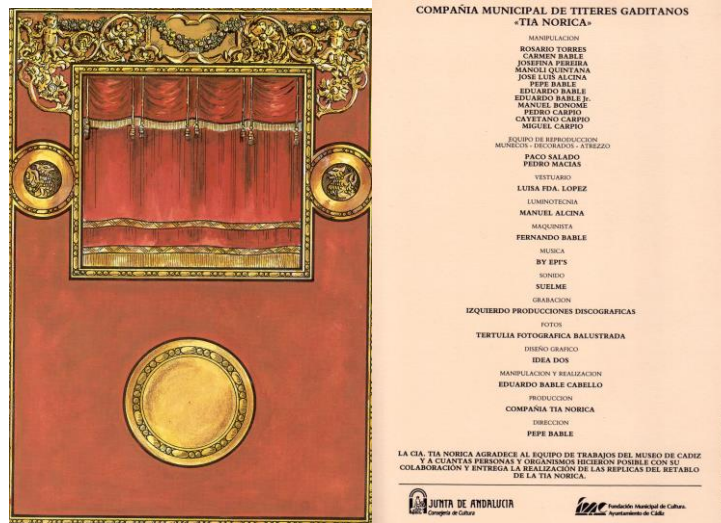 COMPAÑIA MUNICIPAL DE TITERES GADITANOS
«TIA NORICA»
MANIPULACION
ROSARIO TORRES
CARMEN BABLE
JOSEFINA PEREIRA
MANOLI QUINTANA
JOSE LUIS ALCINA
PEPE BABLE
EDUARDO BABLE
EDUARDO BABLE Jr.
MANUEL BONOME
PEDRO CARPIO
CAYETANO CARPIO
MIGUEL CARPIO
EQUIPO DE REPRODUCCION
MUÑECOS - DECORADOS - ATREZZO
PACO SALADO
PEDRO MACIAS
VESTUARIO
LUISA FDA. LOPEZ
LUMINOTECNIA
MANUEL ALCINA
MAQUINISTA
FERNANDO BABLE
MUSICA
BY EPI'S
SONIDO
SUELME
GRABACION
IZQUIERDO PRODUCCIONES DISCOGRAFICAS
FOTOS
TERTULIA FOTOGRAFICA BALUSTRADA
DISEÑO GRAFICO
IDEA DOS
MANIPULACION Y REALIZACION
EDUARDO BABLE CABELLO
PRODUCCION
COMPAÑIA TIA NORICA
DIRECCION
PEPE BABLE
LA CIA. TIA NORICA AGRADECE AL EQUIPO DE TRABAJOS DEL MUSEO DE CADIZ
Y A CUANTAS PERSONAS Y ORGANISMOS HICIERON POSIBLE CON SU
COLABORACIÓN Y ENTREGA LA REALIZACIÓN DE LAS REPLICAS DEL RETABLO
DE LA TIA NORICA.
JUNTA DE ANDALUCIA
Consejería de Cultura
Fundación Municipal de Cultura.
Ayuntamiento de Cádiz